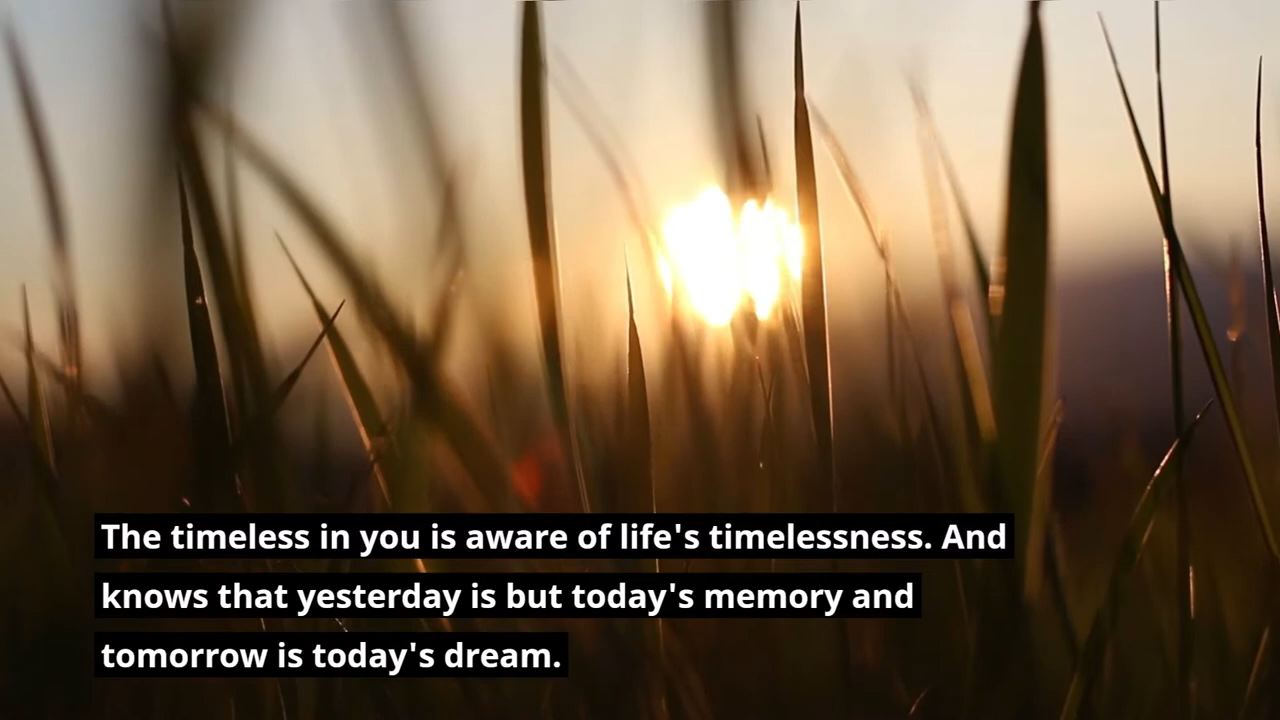 The timeless in you is aware of life's timelessness. And
knows that yesterday is but today's memory and
tomorrow is today's dream.